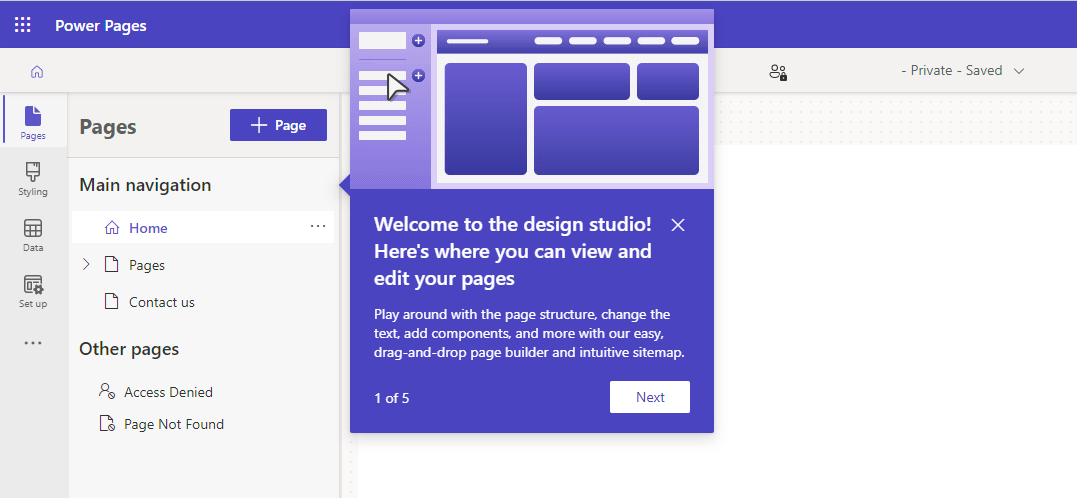 Power Pages
- Private - Saved
Pages
Styling
Data
Set up
Pages
Page
Main navigation
Home
Pages
Contact us
Other pages
Access Denied
Page Not Found
Welcome to the design studio!
Here's where you can view and
edit your pages
Play around with the page structure, change the
text, add components, and more with our easy,
drag-and-drop page builder and intuitive sitemap.
1 of 5
Next